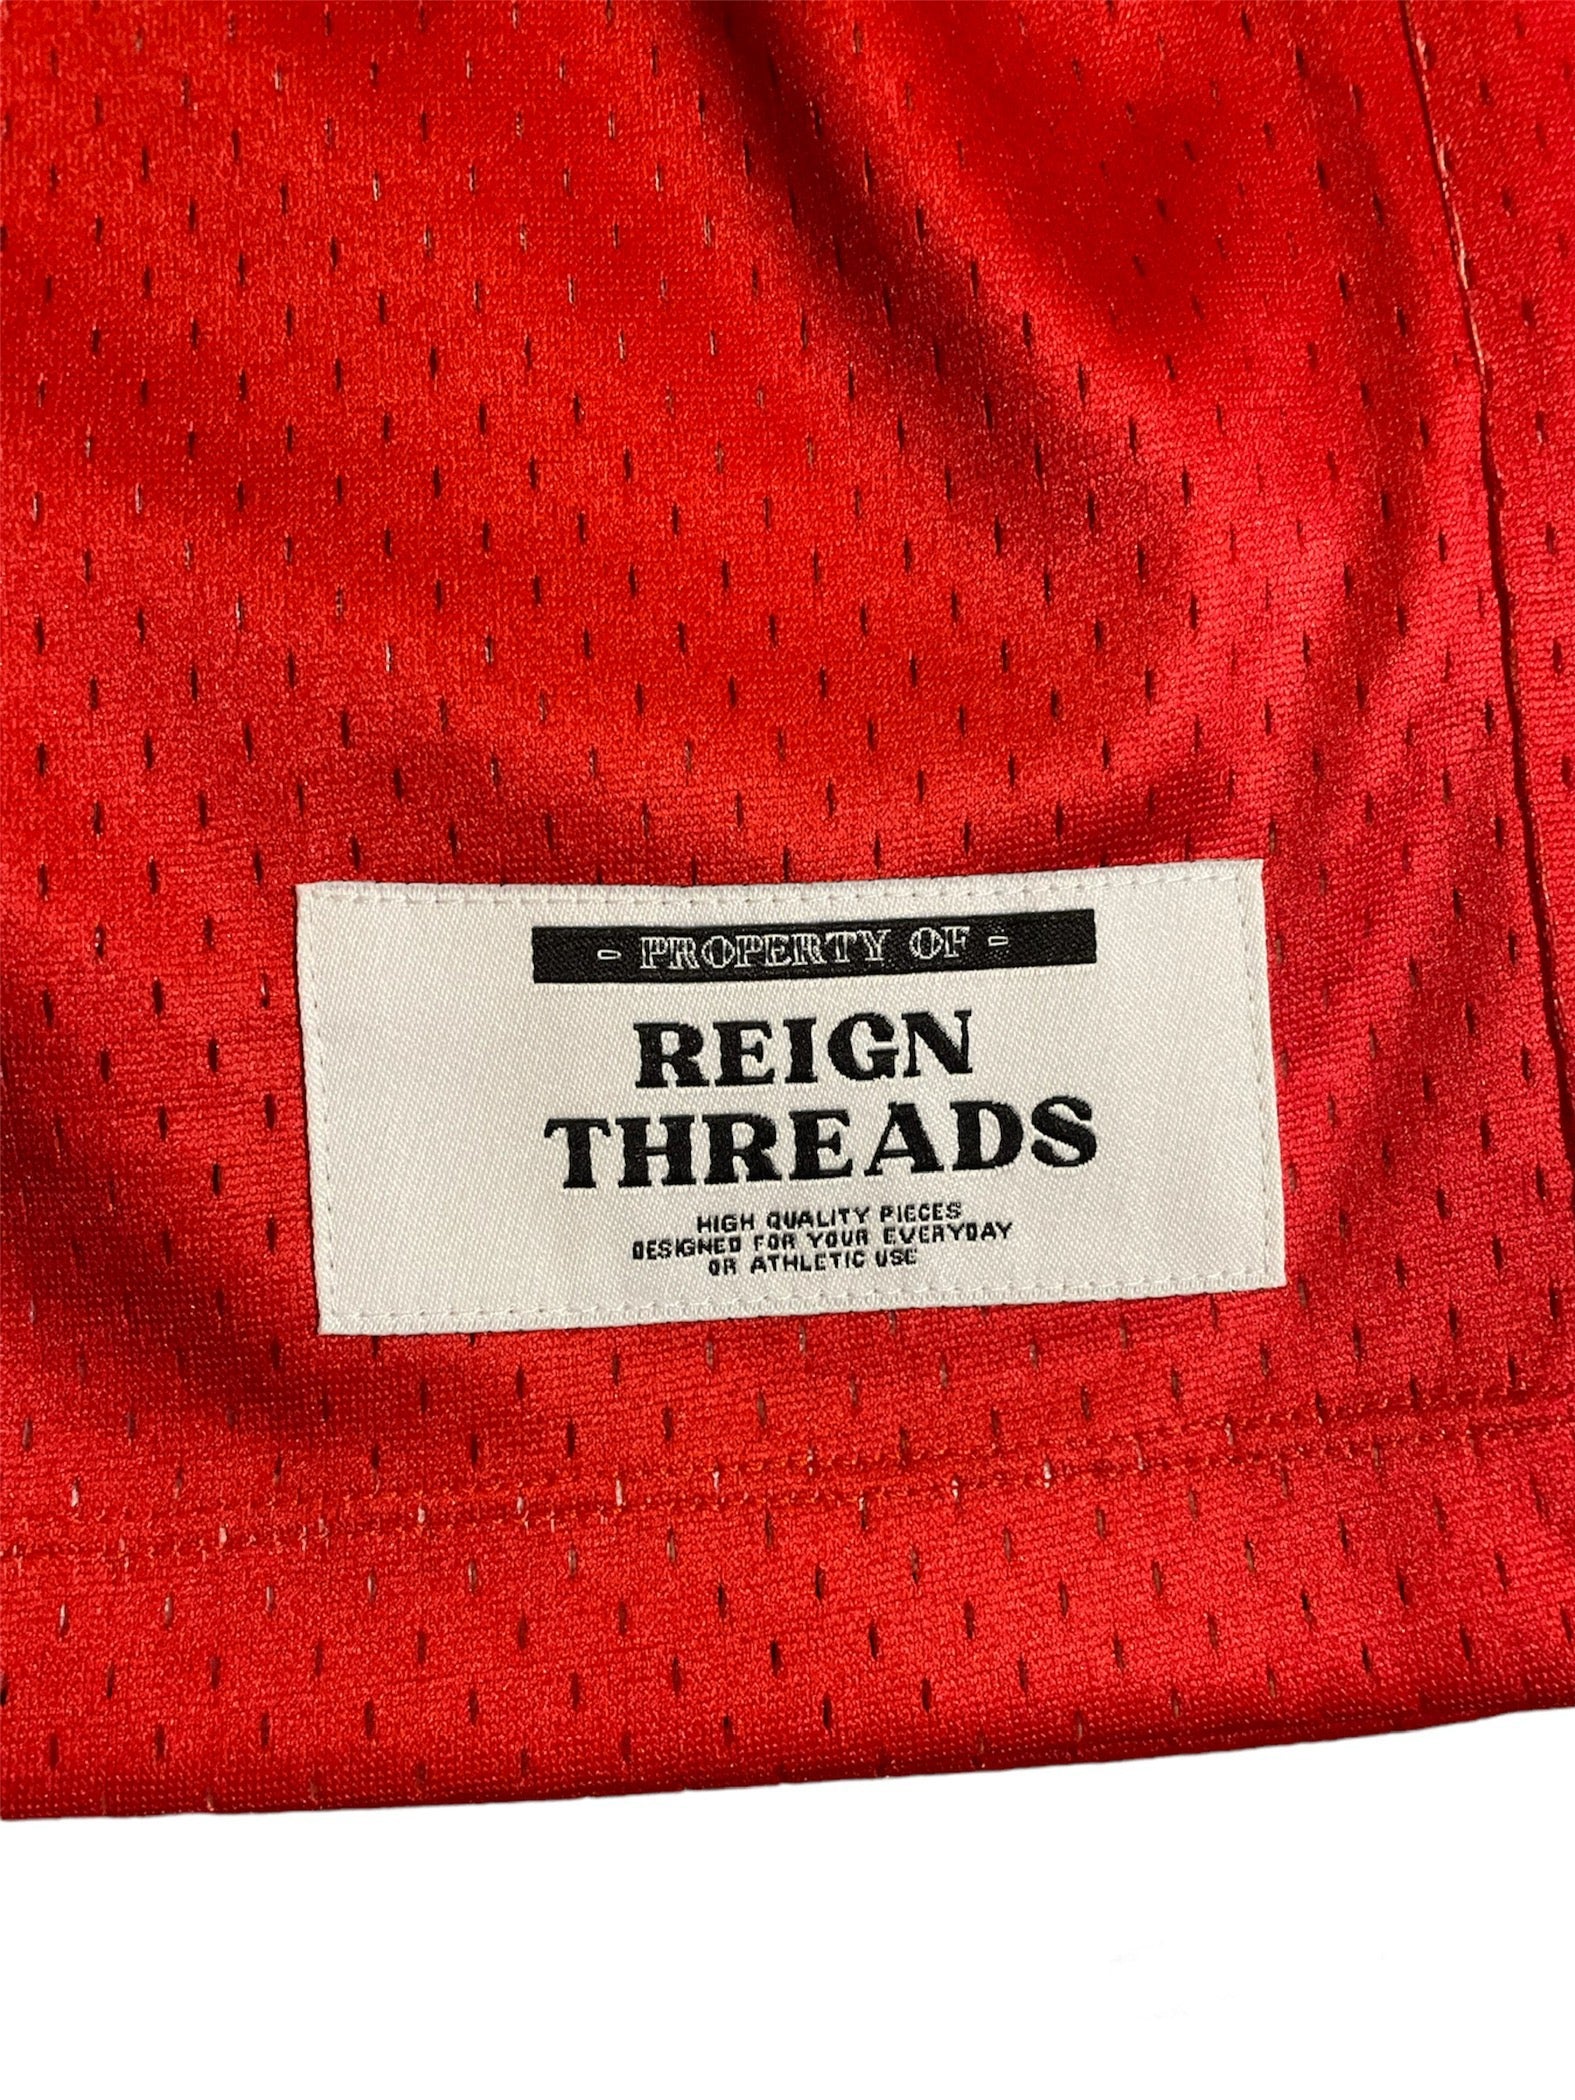 PROPERTY OF
REIGN
THREADS
HIGH QUALITY PIECES
DESIGNED FOR YOUR EVERYDAY
OR ATHLETIC USE